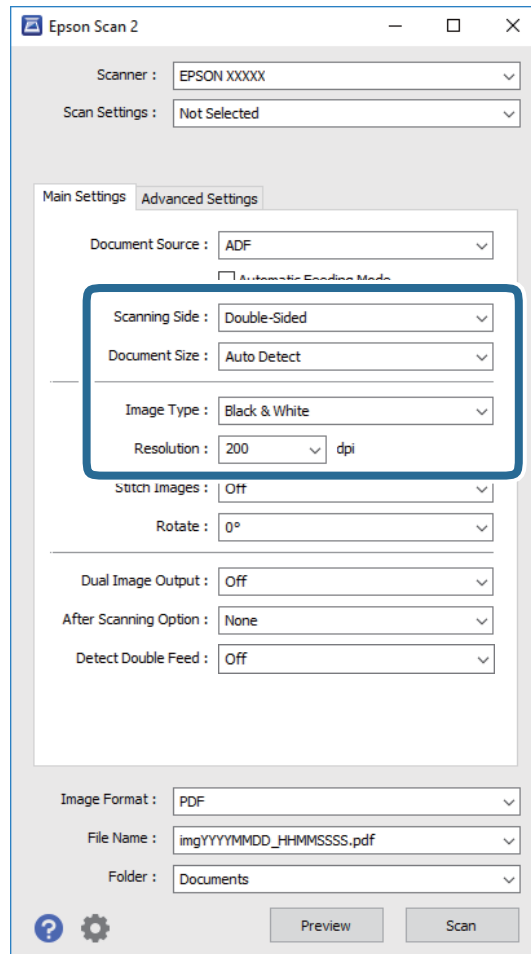 Epson Scan 2
Scanner : EPSON XXXXX
Scan Settings : Not Selected
Main Settings Advanced Settings
Document Source : ADF
Automatic Feeding Mode
Scanning Side : Double-Sided
Document Size : Auto Detect
Image Type : Black & White
Resolution : 200 dpi
Stitch Images : Off
Rotate : 0°
Dual Image Output : Off
After Scanning Option : None
Detect Double Feed : Off
Image Format : PDF
File Name : imgYYYYMMDD_HHMMSSSS.pdf
Folder : Documents
? Preview Scan